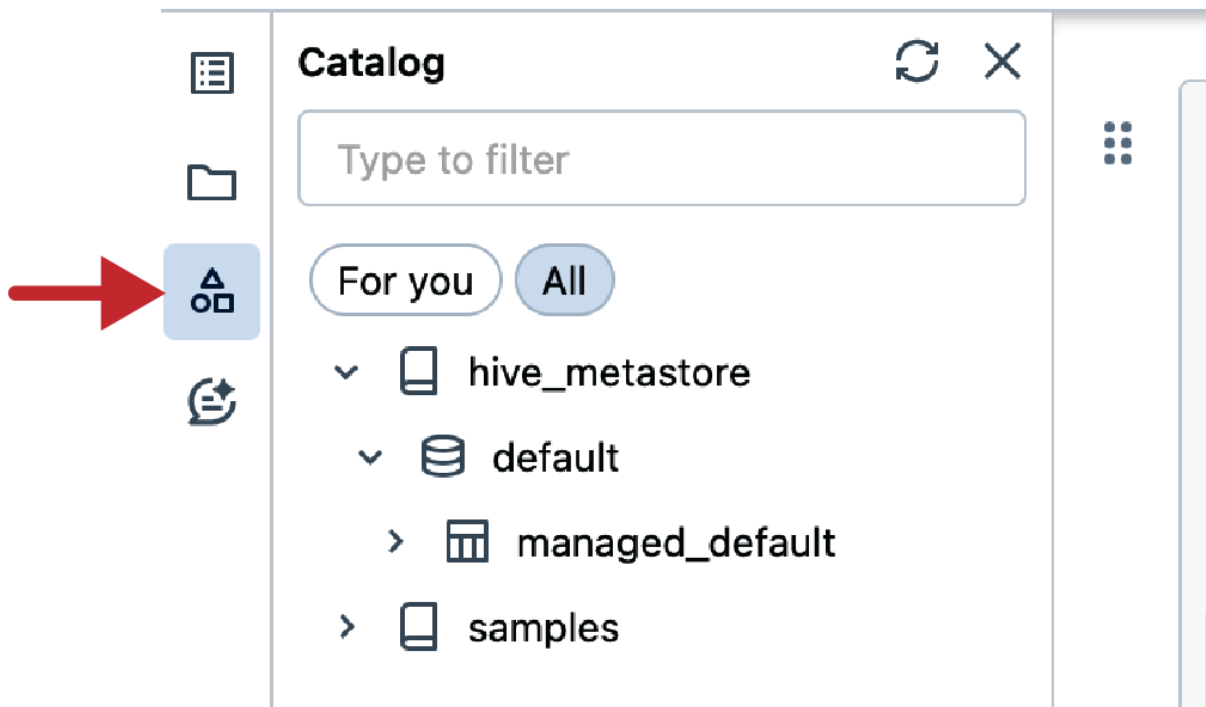 Catalog
Type to filter
For you All
hive_metastore
default
managed_default
samples